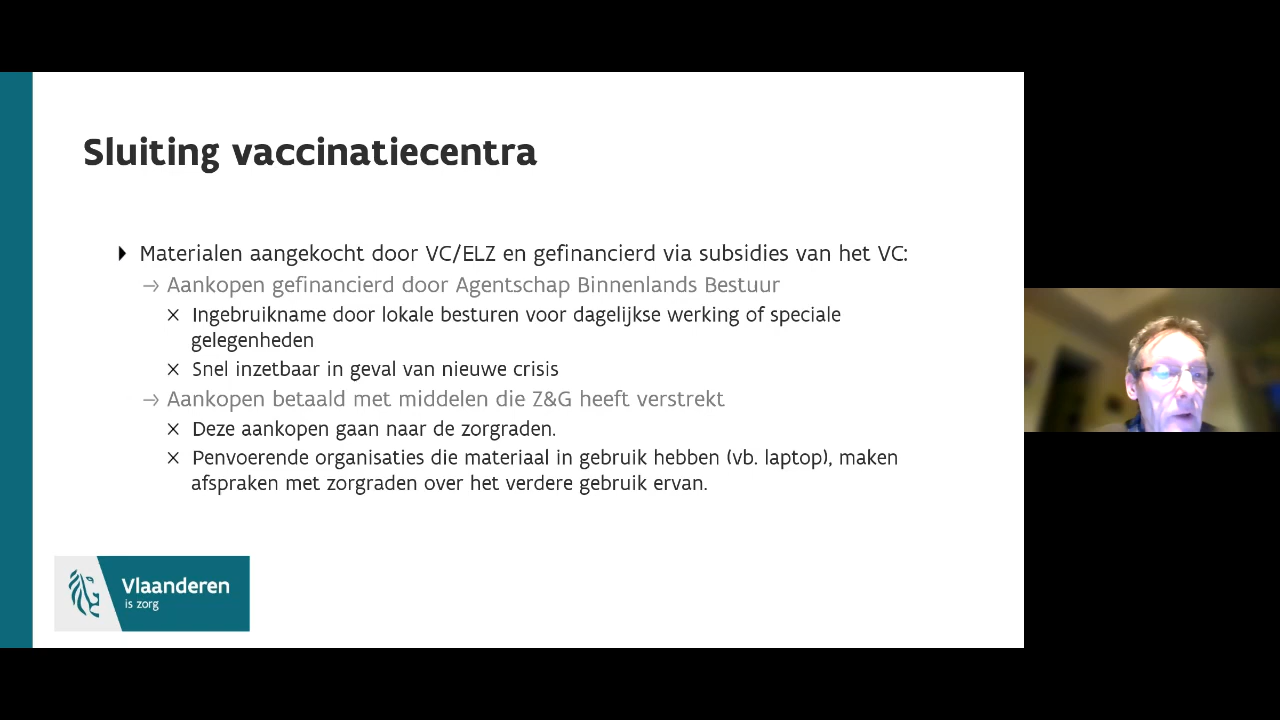 Sluiting vaccinatiecentra
Materialen aangekocht door VC/ELZ en gefinancierd via subsidies van het VC:
→ Aankopen gefinancierd door Agentschap Binnenlands Bestuur
× Ingebruikname door lokale besturen voor dagelijkse werking of speciale
gelegenheden
× Snel inzetbaar in geval van nieuwe crisis
→ Aankopen betaald met middelen die Z&G heeft verstrekt
× Deze aankopen gaan naar de zorgraden.
× Penvoerende organisaties die materiaal in gebruik hebben (vb. laptop), maken
afspraken met zorgraden over het verdere gebruik ervan.
Vlaanderen
is zorg